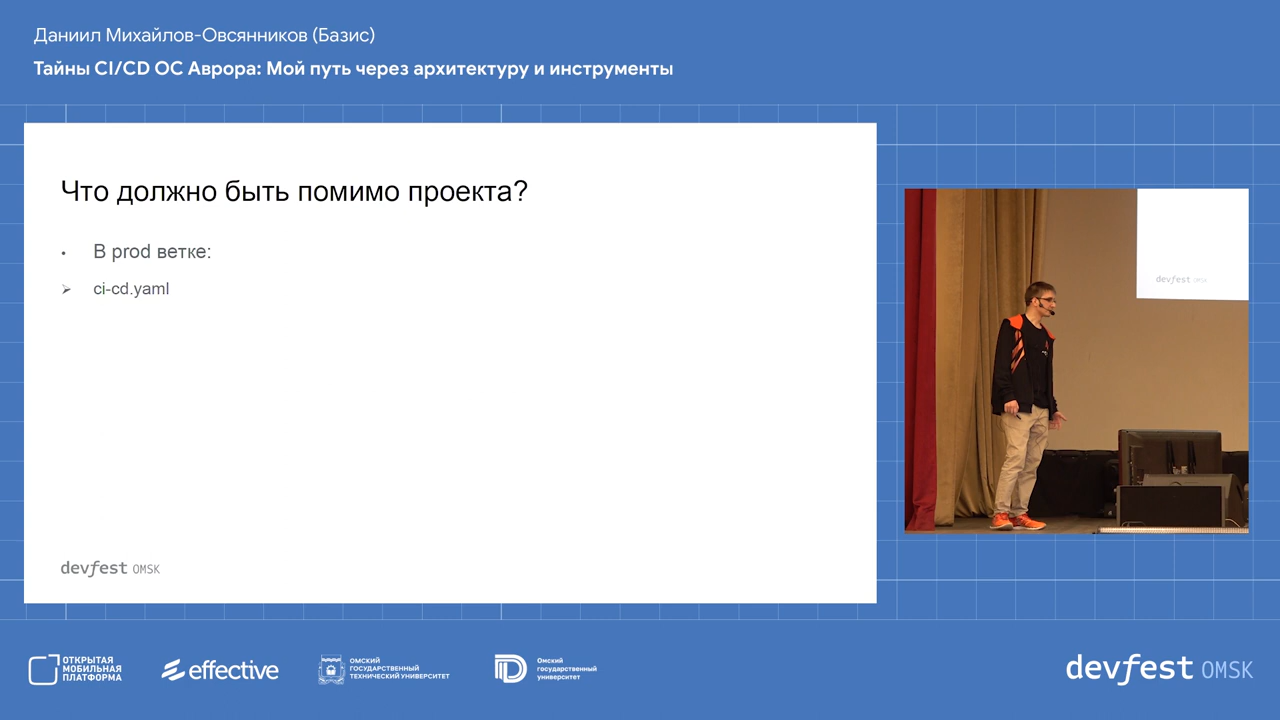 Даниил Михайлов-Овсянников (Базис)
Тайны CI/CD ОС Аврора: Мой путь через архитектуру и инструменты
Что должно быть помимо проекта?
• В prod ветке:
➢ ci-cd.yaml
devfest OMSK
devfest OMSK
ОТКРЫТАЯ
МОБИЛЬНАЯ
ПЛАТФОРМА
effective
ОМСКИЙ
ГОСУДАРСТВЕННЫЙ
ТЕХНИЧЕСКИЙ УНИВЕРСИТЕТ
Омский
государственный
университет
devfest OMSK